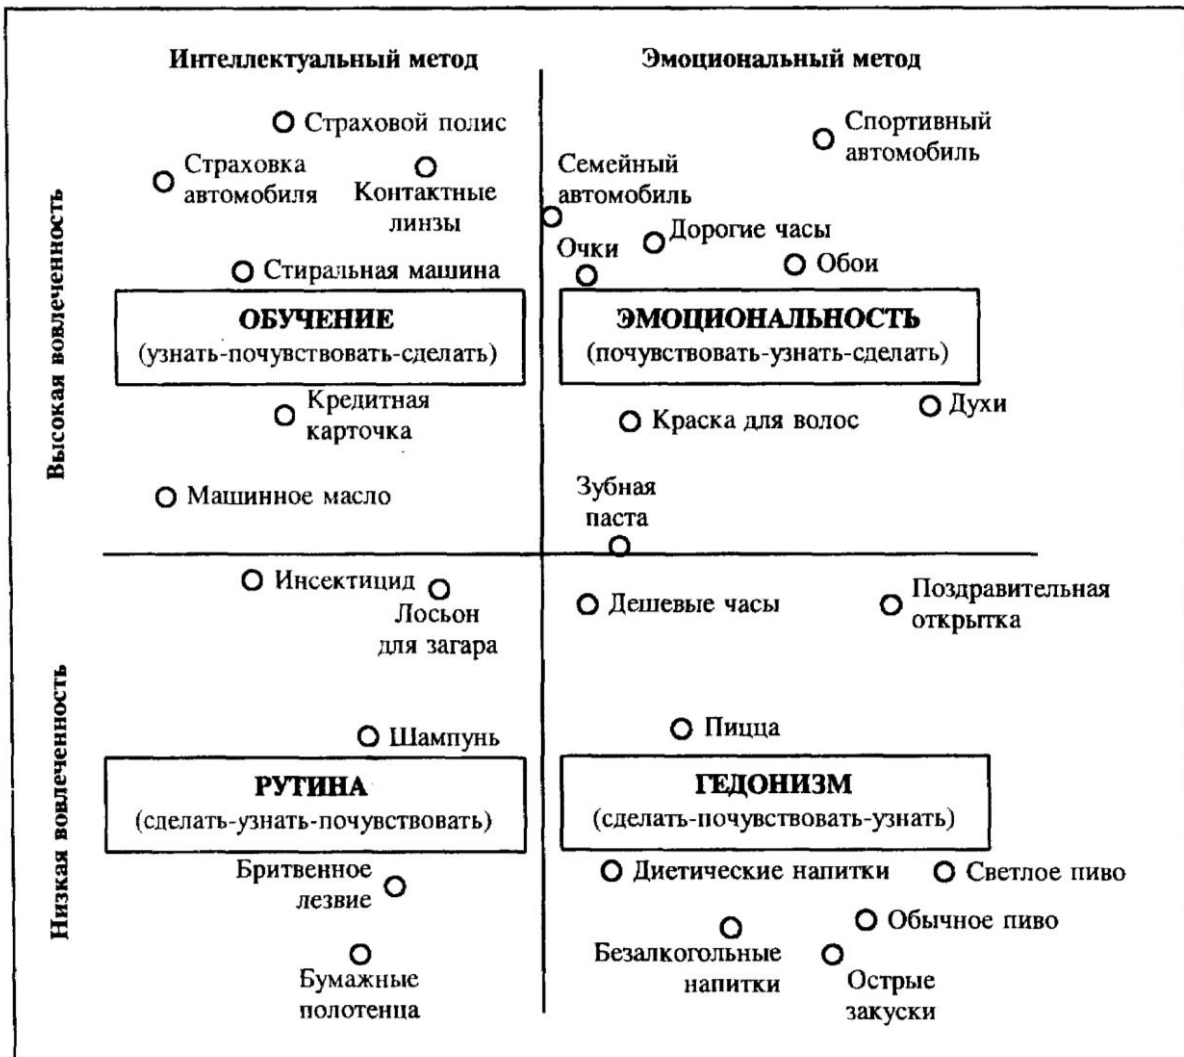 Интеллектуальный метод
Эмоциональный метод
Высокая вовлеченность
Страховой полис
Страховка
автомобиля
Контактные
линзы
Стиральная машина
ОБУЧЕНИЕ
(узнать-почувствовать-сделать)
Кредитная
карточка
Машинное масло
Спортивный
автомобиль
Семейный
автомобиль
Дорогие часы
Очки
Обои
ЭМОЦИОНАЛЬНОСТЬ
(почувствовать-узнать-сделать)
Духи
Краска для волос
Зубная
паста
Низкая вовлеченность
Инсектицид
Лосьон
для загара
Шампунь
РУТИНА
(сделать-узнать-почувствовать)
Бритвенное
лезвие
Бумажные
полотенца
Дешевые часы
Поздравительная
открытка
Пицца
ГЕДОНИЗМ
(сделать-почувствовать-узнать)
Диетические напитки
Светлое пиво
Обычное пиво
Безалкогольные
напитки
Острые
закуски